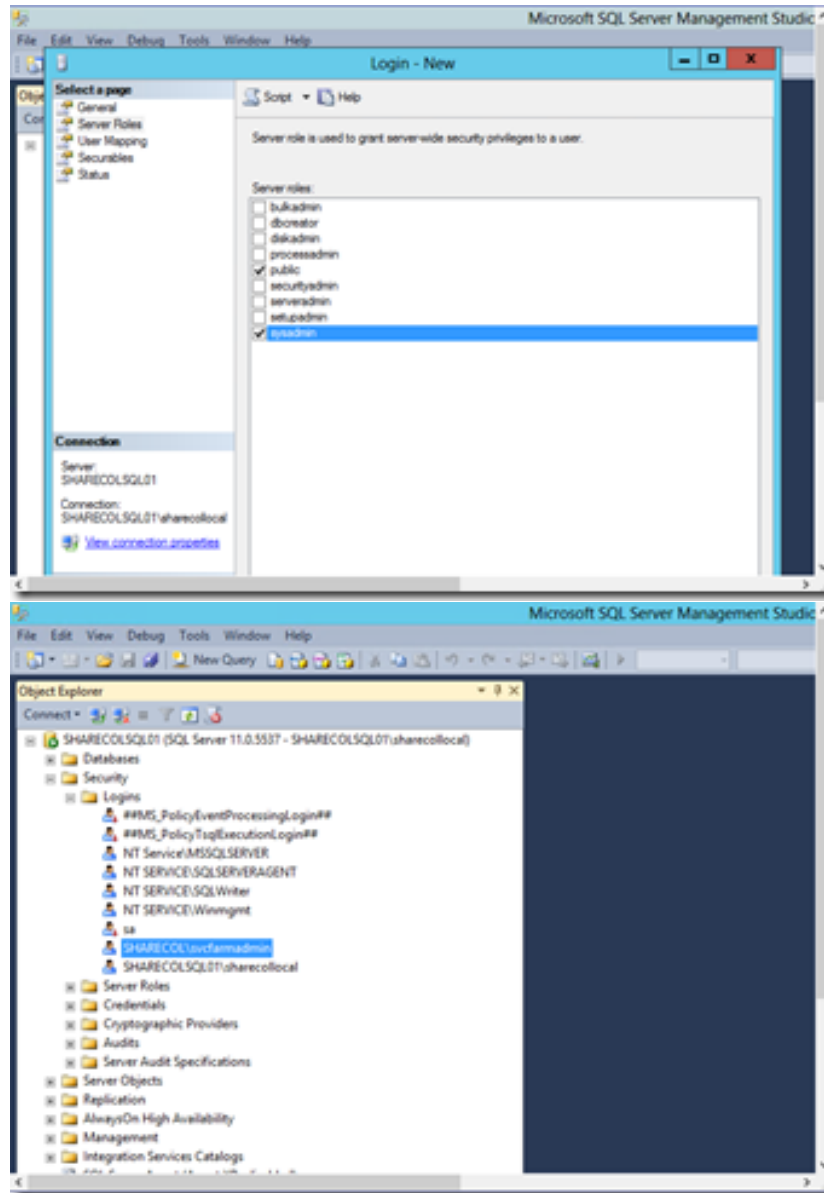 Microsoft SQL Server Management Studio
File Edit View Debug Tools Window Help
Login - New
Select a page
General
Server Roles
User Mapping
Securables
Status
Script Help
Server role is used to grant server-wide security privileges to a user.
Server roles:
bulkadmin
dbcreator
diskadmin
processadmin
public
securityadmin
serveradmin
setupadmin
sysadmin
Connection
Server:
SHARECOLSQL01
Connection:
SHARECOLSQL01\sharecollocal
View connection properties
Microsoft SQL Server Management Studio
File Edit View Debug Tools Window Help
New Query
Object Explorer
Connect
SHARECOLSQL01 (SQL Server 11.0.5537 - SHARECOLSQL01\sharecollocal)
Databases
Security
Logins
##MS_PolicyEventProcessingLogin##
##MS_PolicyTsqlExecutionLogin##
NT Service\MSSQLSERVER
NT SERVICE\SQLSERVERAGENT
NT SERVICE\SQLWriter
NT SERVICE\Winmgmt
sa
SHARECOL\svcfarmadmin
SHARECOLSQL01\sharecollocal
Server Roles
Credentials
Cryptographic Providers
Audits
Server Audit Specifications
Server Objects
Replication
AlwaysOn High Availability
Management
Integration Services Catalogs